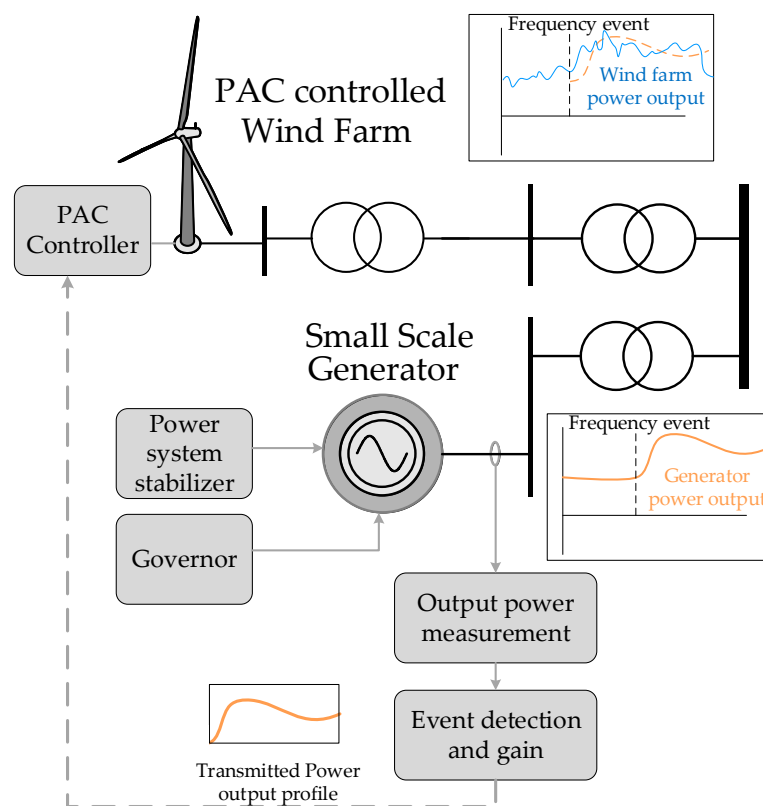 Frequency event
Wind farm
power output
PAC controlled
Wind Farm
PAC
Controller
Small Scale
Generator
Frequency event
Generator
power output
Power
system
stabilizer
Governor
Output power
measurement
Event detection
and gain
Transmitted Power
output profile